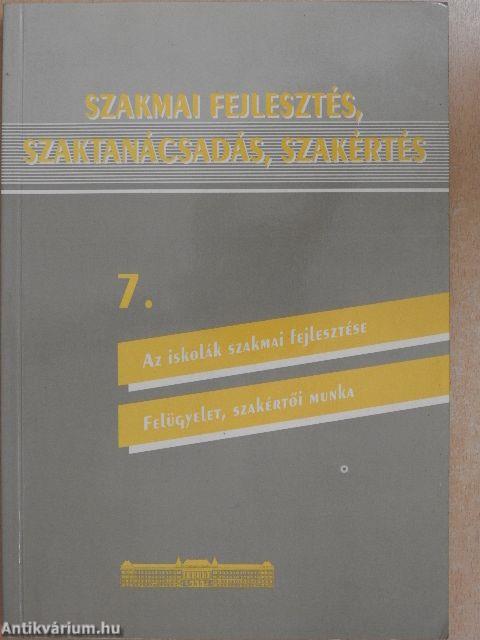 SZAKMAI FEJLESZTÉS,
SZAKTANÁCSADÁS, SZAKÉRTÉS
7.
Az iskolák szakmai fejlesztése
Felügyelet, szakértői munka
Antikvárium.hu